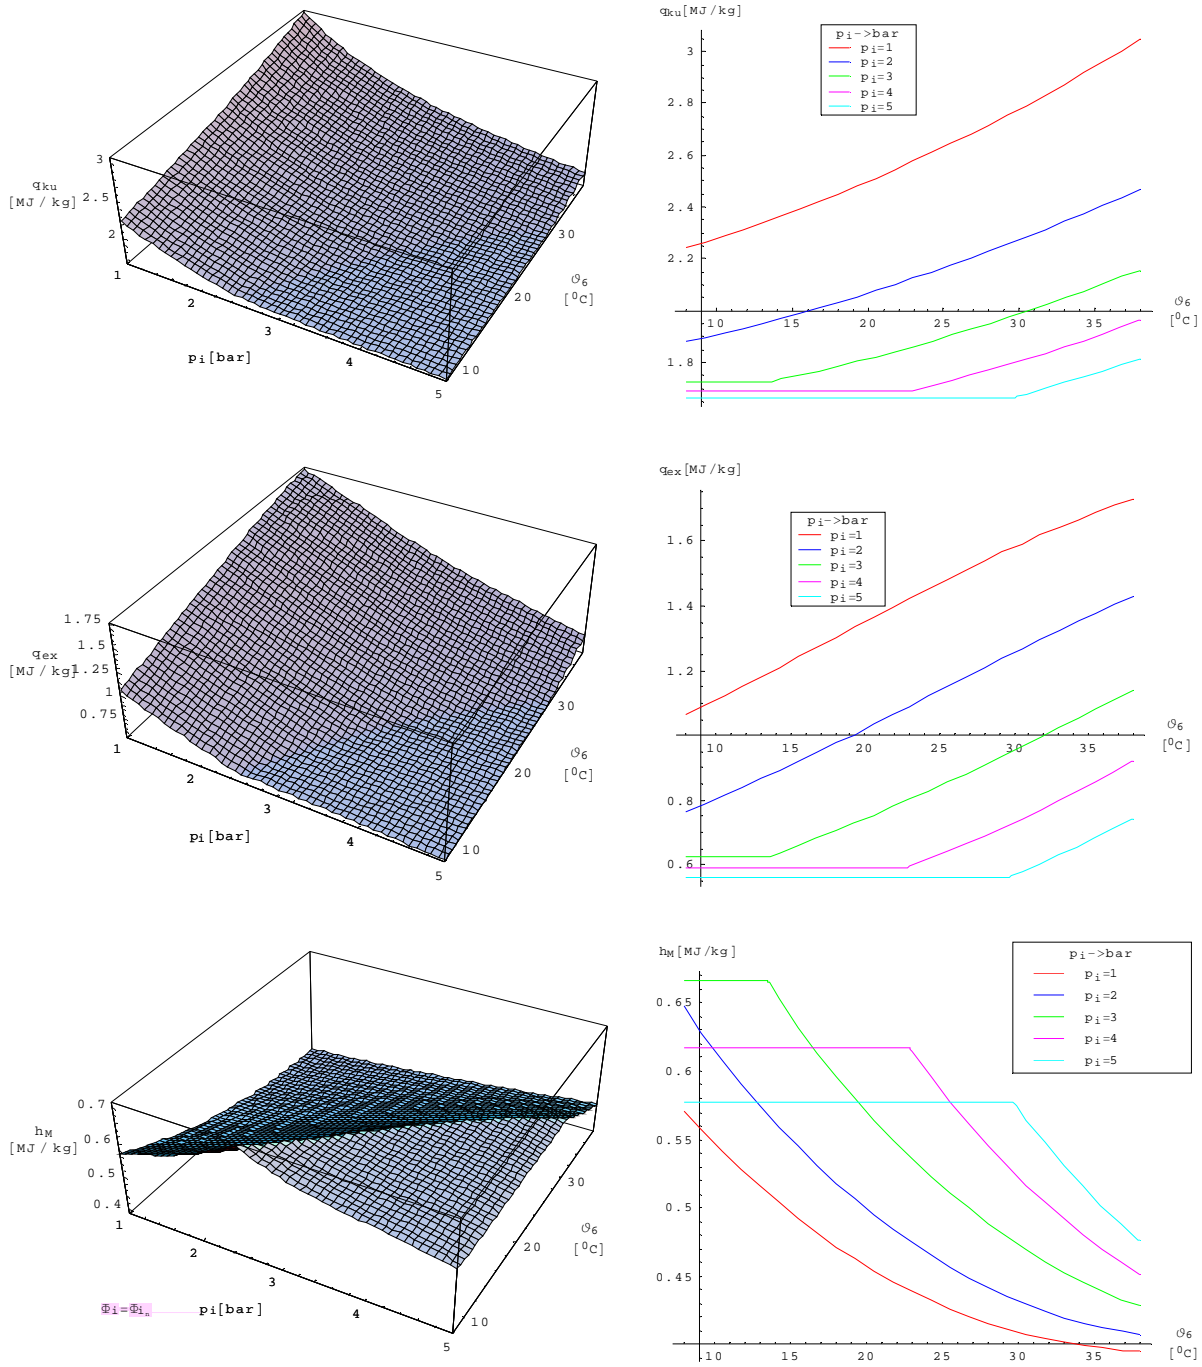 q_ku
[MJ/kg]
3
2.5
2
1
2
3
4
5
p_i[bar]
10
20
30
ϑ_6
[⁰C]
q_ku[MJ/kg]
p_i->bar
p_i=1
p_i=2
p_i=3
p_i=4
p_i=5
3
2.8
2.6
2.4
2.2
1.8
10 15 20 25 30 35
ϑ_6
[⁰C]
q_ex
[MJ/kg]
1.75
1.5
1.25
1
0.75
1
2
3
4
5
p_i[bar]
10
20
30
ϑ_6
[⁰C]
q_ex[MJ/kg]
p_i->bar
p_i=1
p_i=2
p_i=3
p_i=4
p_i=5
1.6
1.4
1.2
0.8
0.6
10 15 20 25 30 35
ϑ_6
[⁰C]
h_M
[MJ/kg]
0.7
0.6
0.5
0.4
1
2
3
4
5
Φ_i=Φ_i_n
p_i[bar]
10
20
30
ϑ_6
[⁰C]
h_M[MJ/kg]
p_i->bar
p_i=1
p_i=2
p_i=3
p_i=4
p_i=5
0.65
0.6
0.55
0.5
0.45
10 15 20 25 30 35
ϑ_6
[⁰C]